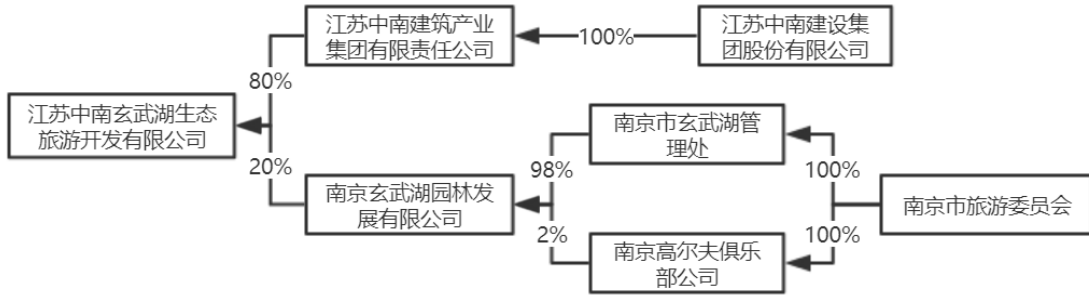 江苏中南建筑产业
集团有限责任公司
100%
江苏中南建设集
团股份有限公司
80%
江苏中南玄武湖生态
旅游开发有限公司
20%
南京玄武湖园林发
展有限公司
98%
2%
南京市玄武湖管
理处
南京高尔夫俱乐
部公司
100%
100%
南京市旅游委员会